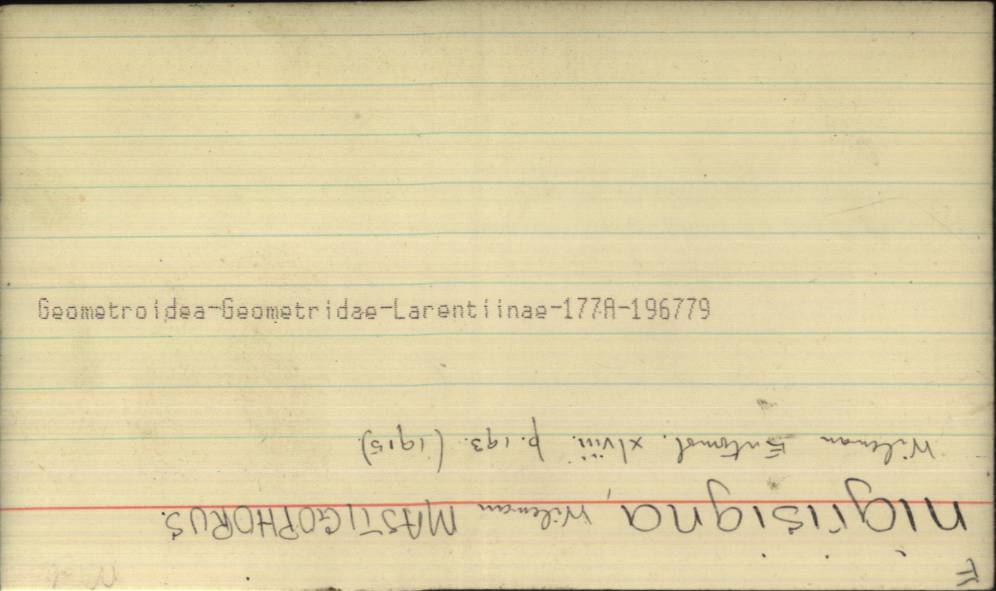 F
nigrisigna, Wileman MASTIGOPHORUS.
Wileman Entomol. xlviii. p. 193. (1915).
Geometroidea-Geometridae-Larentiinae-177A-196779